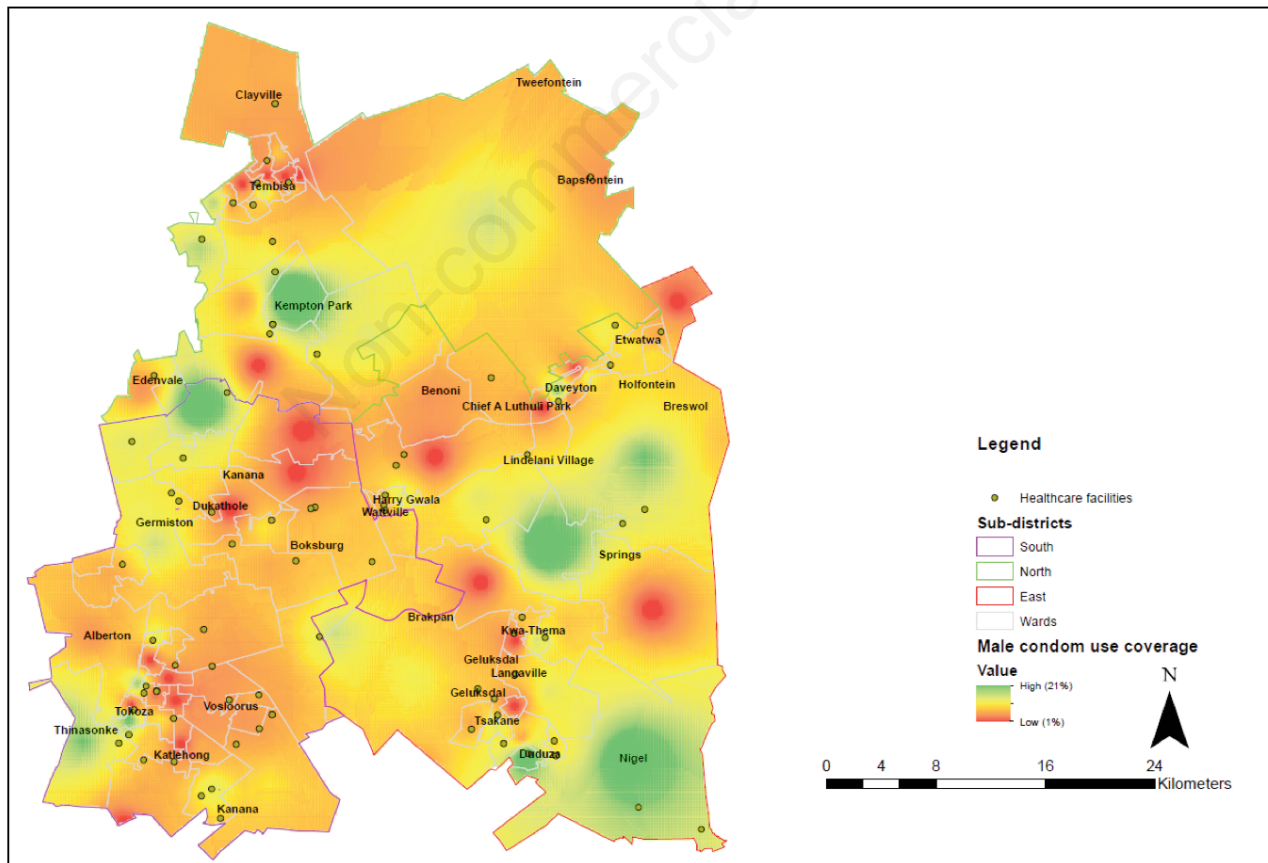 Non-commercia
Tweefontein
Clayville
Tembisa
Bapsfontein
Kempton Park
Etwatwa
Edenvale
Benoni
Daveyton
Holfontein
Chief A Luthuli Park
Breswol
Lindelani Village
Kanana
Harry Gwala
Dukathole
Wattville
Germiston
Boksburg
Springs
Brakpan
Alberton
Kwa-Thema
Geluksdal
Langaville
Geluksdal
Vosloorus
Tokoza
Tsakane
Thinasonke
Katlehong
Duduza
Nigel
Kanana
Legend
Healthcare facilities
Sub-districts
South
North
East
Wards
Male condom use coverage
Value
High (21%)
Low (1%)
N
0 4 8 16 24
Kilometers